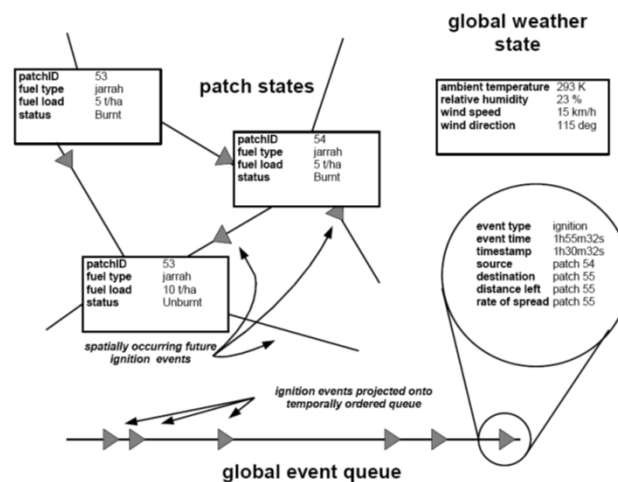 global weather
state
patch states
patchID 53
fuel type jarrah
fuel load 5 t/ha
status Burnt
ambient temperature 293 K
relative humidity 23 %
wind speed 15 km/h
wind direction 115 deg
patchID 54
fuel type jarrah
fuel load 5 t/ha
status Burnt
event type ignition
event time 1h55m32s
timestamp 1h30m32s
source patch 54
destination patch 55
distance left patch 55
rate of spread patch 55
patchID 53
fuel type jarrah
fuel load 10 t/ha
status Unburnt
spatially occurring future
ignition events
ignition events projected onto
temporally ordered queue
global event queue